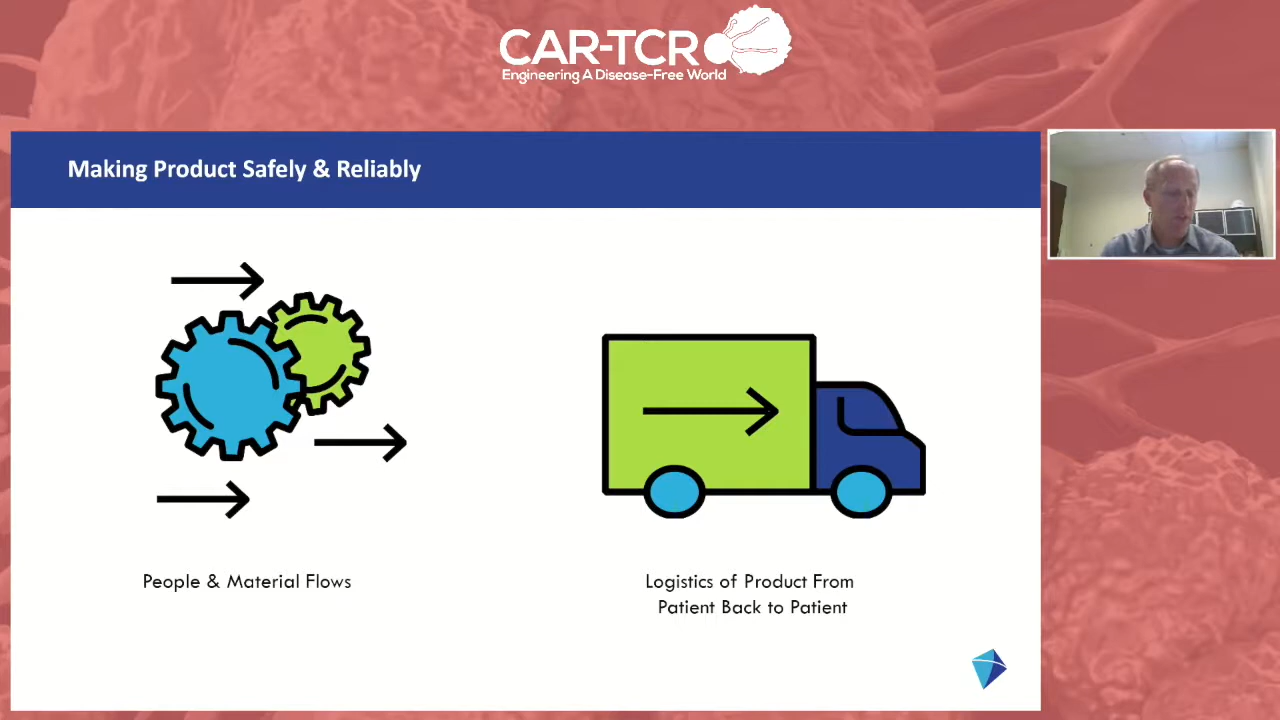 CAR-TCR
Engineering A Disease-Free World
Making Product Safely & Reliably
People & Material Flows
Logistics of Product From
Patient Back to Patient